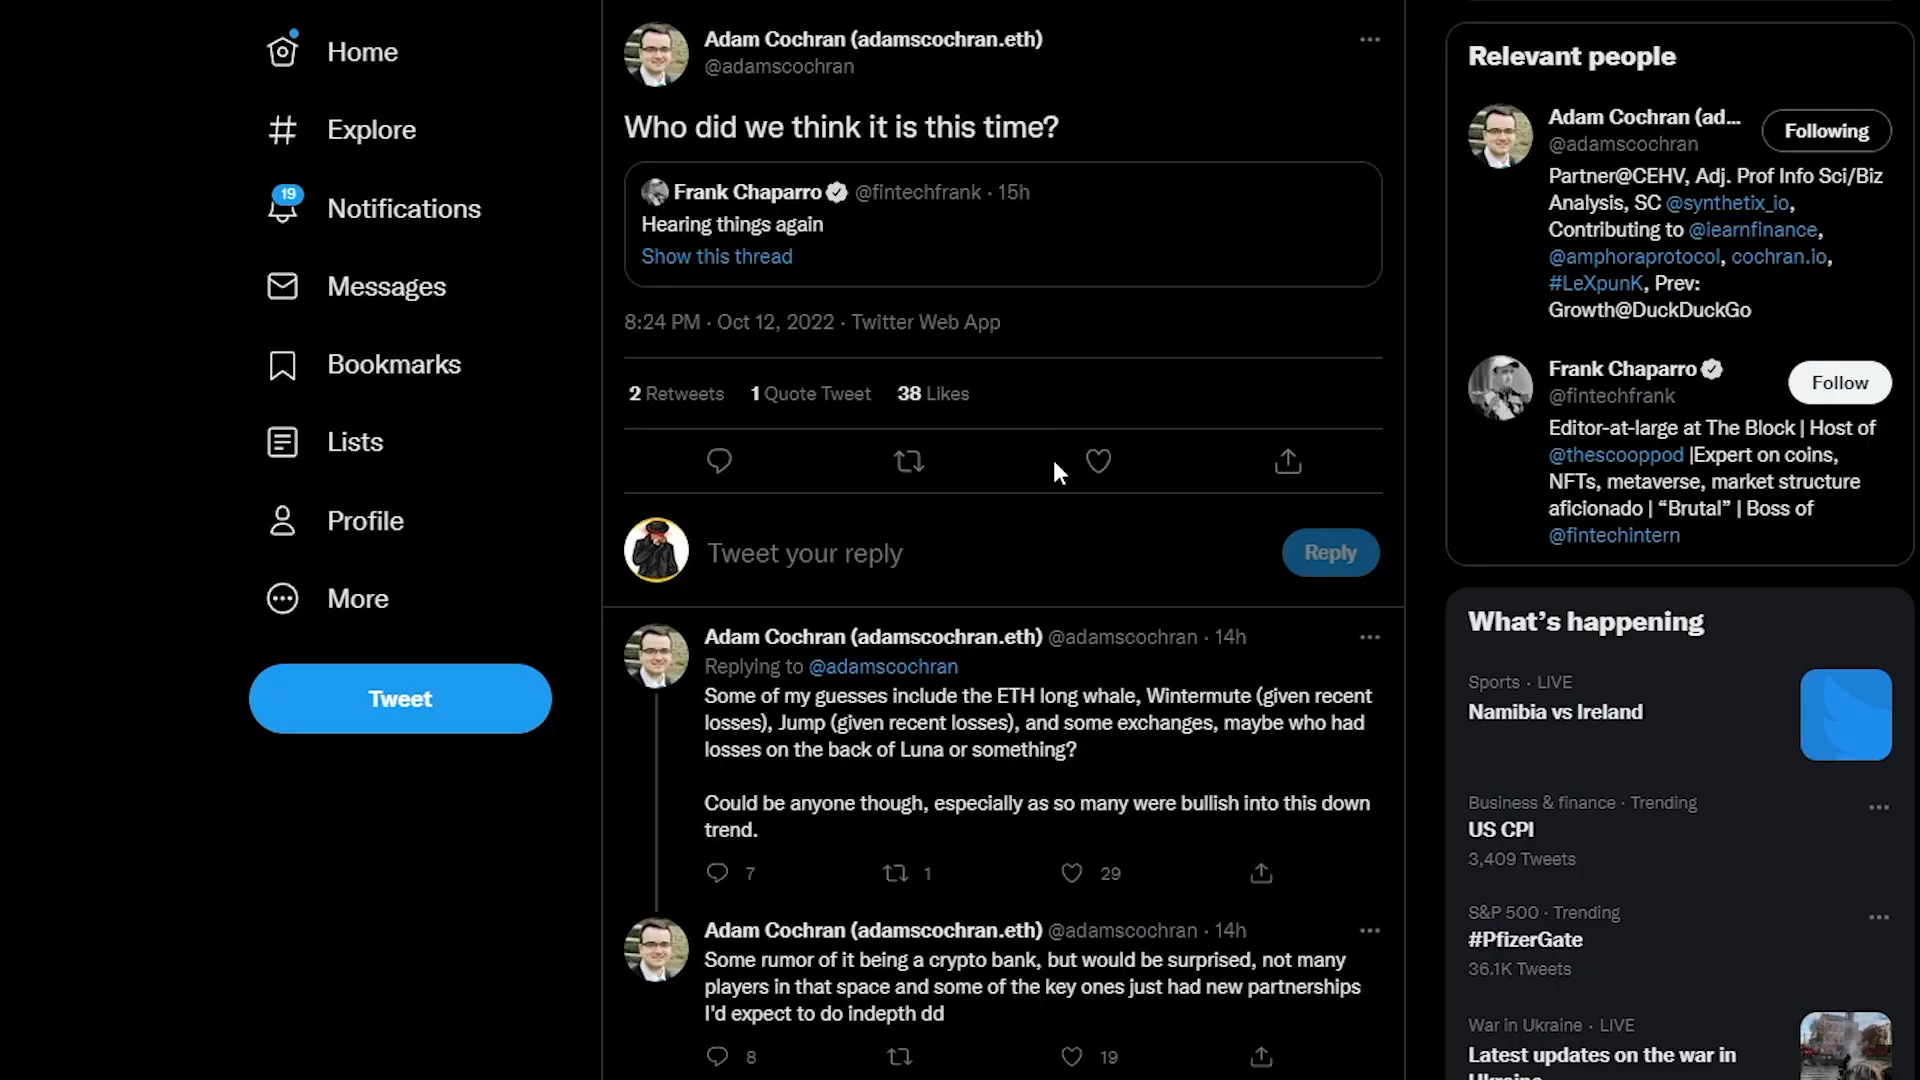 Home
Explore
19
Notifications
Messages
Bookmarks
Lists
Profile
More
Tweet
Adam Cochran (adamscochran.eth)
@adamscochran
Who did we think it is this time?
Frank Chaparro @fintechfrank · 15h
Hearing things again
Show this thread
8:24 PM · Oct 12, 2022 · Twitter Web App
2 Retweets 1 Quote Tweet 38 Likes
Tweet your reply
Reply
Adam Cochran (adamscochran.eth) @adamscochran · 14h
Replying to @adamscochran
Some of my guesses include the ETH long whale, Wintermute (given recent
losses), Jump (given recent losses), and some exchanges, maybe who had
losses on the back of Luna or something?
Could be anyone though, especially as so many were bullish into this down
trend.
7 1 29
Adam Cochran (adamscochran.eth) @adamscochran · 14h
Some rumor of it being a crypto bank, but would be surprised, not many
players in that space and some of the key ones just had new partnerships
I'd expect to do indepth dd
8 19
Relevant people
Adam Cochran (ad...
@adamscochran
Following
Partner@CEHV, Adj. Prof Info Sci/Biz
Analysis, SC @synthetix_io,
Contributing to @iearnfinance,
@amphoraprotocol, cochran.io,
#LeXpunK, Prev:
Growth@DuckDuckGo
Frank Chaparro
@fintechfrank
Follow
Editor-at-large at The Block | Host of
@thescooppod |Expert on coins,
NFTs, metaverse, market structure
aficionado | “Brutal” | Boss of
@fintechintern
What’s happening
Sports · LIVE
Namibia vs Ireland
Business & finance · Trending
US CPI
3,409 Tweets
S&P 500 · Trending
#PfizerGate
36.1K Tweets
War in Ukraine · LIVE
Latest updates on the war in
Ukraine